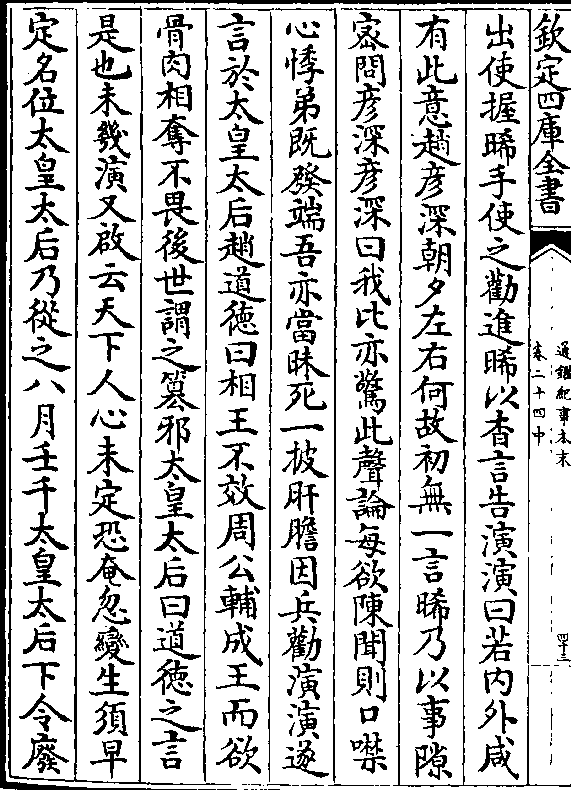 欽定四庫全書
通鑑紀事本末
卷二十四中
四十三
出使握晞手使之勸進晞以杳言告演演曰若内外咸
有此意趙彦深朝夕左右何故初無一言晞乃以事隙
宻問彦深彦深曰我比亦驚此聲論每欲陳聞則口噤
心悸弟既發端吾亦當昧死一披肝膽因共勸演演遂
言於太皇太后趙道徳曰相王不效周公輔成王而欲
骨肉相奪不畏後世謂之簒邪太皇太后曰道徳之言
是也未幾演又啟云天下人心未定恐奄忽變生須早
定名位太皇太后乃從之八月壬午太皇太后下令廢